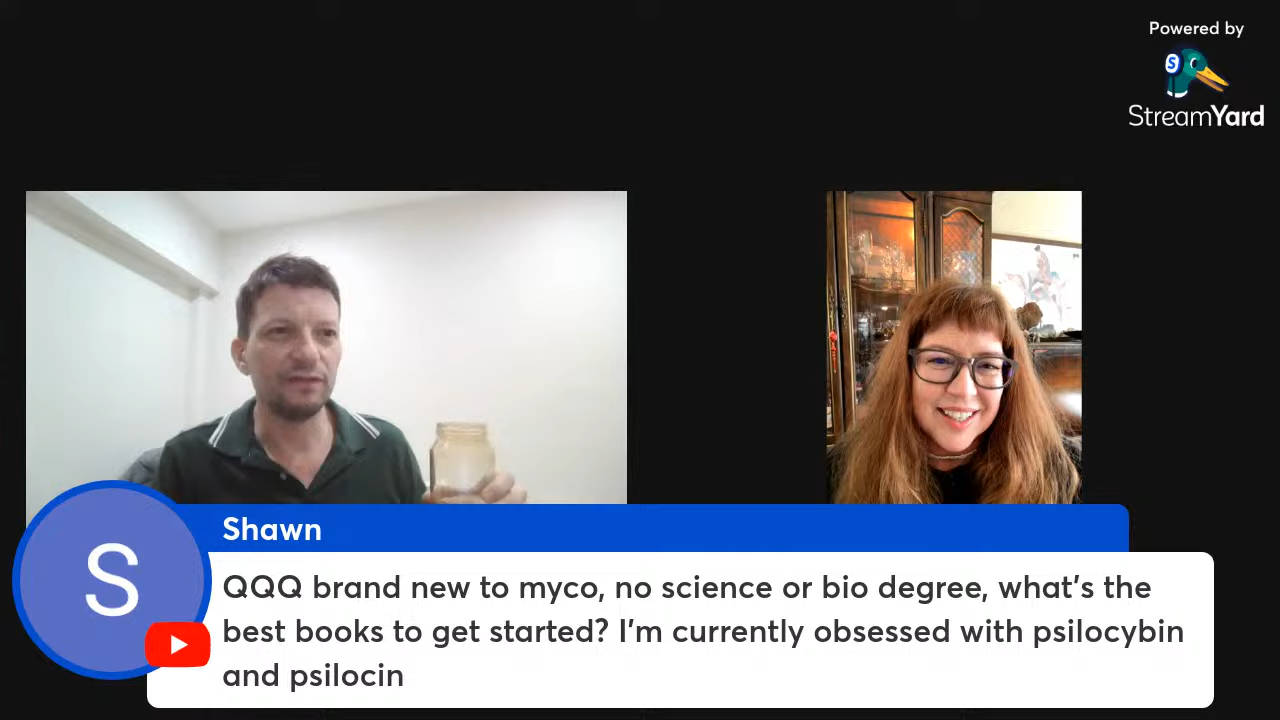 Powered by
S
StreamYard
Shawn
S
QQQ brand new to myco, no science or bio degree, what's the
best books to get started? I'm currently obsessed with psilocybin
and psilocin